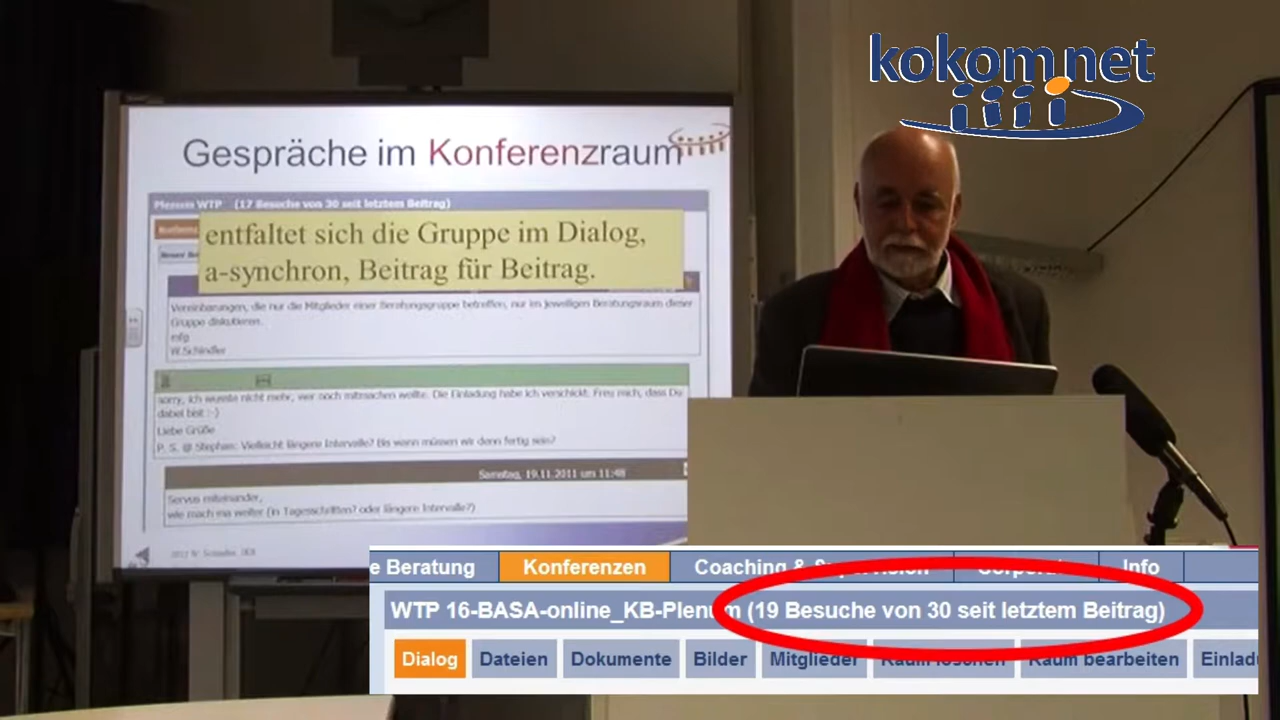 kokom.net
Gespräche im Konferenzraum
Plenum WTP (17 Besuche von 30 seit letztem Beitrag)
entfaltet sich die Gruppe im Dialog,
a-synchron, Beitrag für Beitrag.
Vereinbarungen, die nur die Mitglieder einer Beratungsgruppe betreffen, nur im jeweiligen Beratungsraum dieser
Gruppe diskutieren.
mfg
W.Schindler
sorry, ich wusste nicht mehr, wer noch mitmachen wollte. Die Einladung habe ich verschickt. Freu mich, dass Du
dabei bist :-)
Liebe Grüße
P. S. @ Stephan: Vielleicht längere Intervalle? Bis wann müssen wir denn fertig sein?
Samstag, 19.11.2011 um 11:48
Servus miteinander,
wie mach ma weiter (in Tagesschritten? oder längere Intervalle?)
2012 W. Schindler
e Beratung Konferenzen Coaching & Supervision Corporate Info
WTP 16-BASA-online_KB-Plenum (19 Besuche von 30 seit letztem Beitrag)
Dialog Dateien Dokumente Bilder Mitglieder Raum löschen Raum bearbeiten Einlad